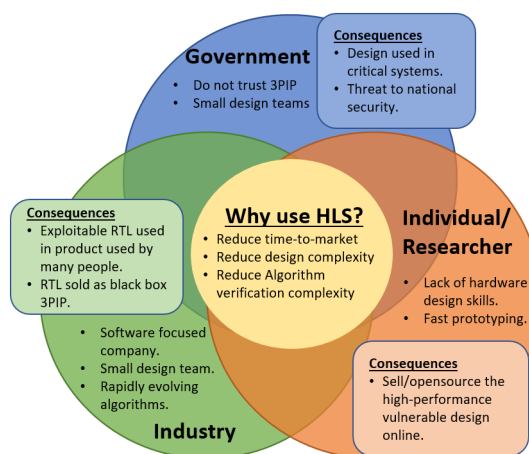 Government
• Do not trust 3PIP
• Small design teams
Consequences
• Design used in
critical systems.
• Threat to national
security.
Consequences
• Exploitable RTL used
in product used by
many people.
• RTL sold as black box
3PIP.
Why use HLS?
• Reduce time-to-market
• Reduce design complexity
• Reduce Algorithm
verification complexity
Individual/
Researcher
• Lack of hardware
design skills.
• Fast prototyping.
• Software focused
company.
• Small design team.
• Rapidly evolving
algorithms.
Industry
Consequences
• Sell/opensource the
high-performance
vulnerable design
online.